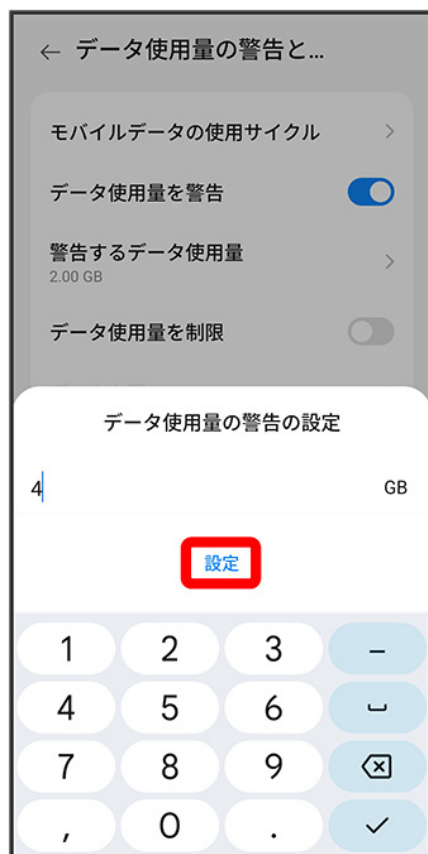 ← データ使用量の警告と...
モバイルデータの使用サイクル >
データ使用量を警告
警告するデータ使用量 >
2.00 GB
データ使用量を制限
データ使用量の警告の設定
4 GB
設定
1 2 3 –
4 5 6 ␣
7 8 9
, 0 . ✓